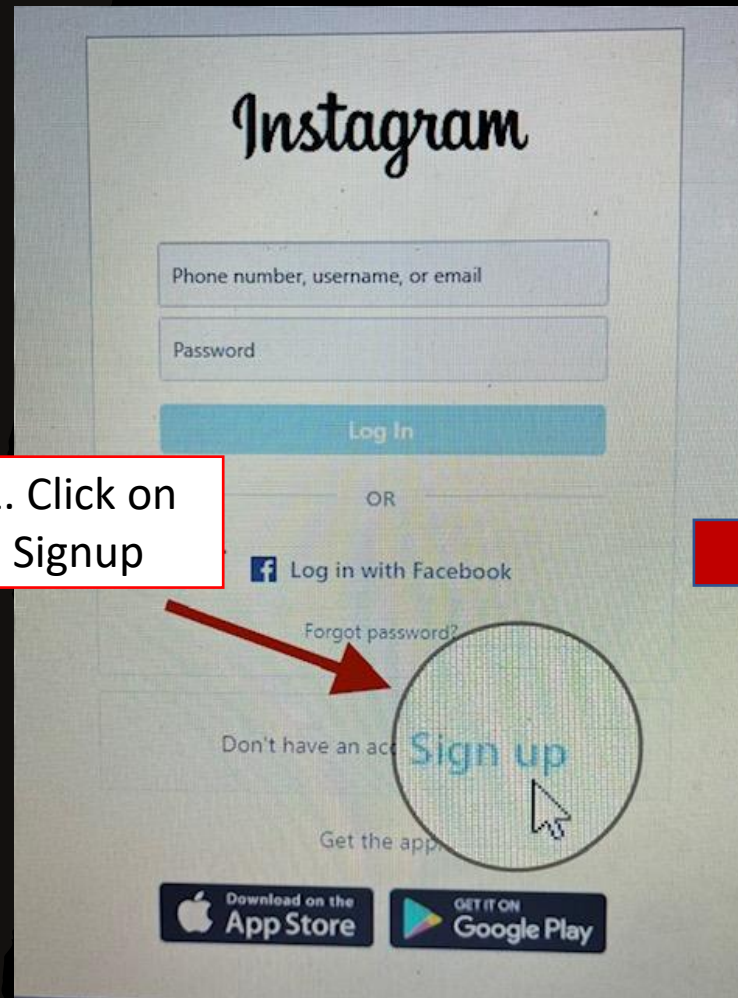 Instagram
Phone number, username, or email
Password
Log In
. Click on
Signup
OR
Log in with Facebook
Forgot password?
Don't have an acc
Sign up
Get the app
Download on the
App Store
GET IT ON
Google Play